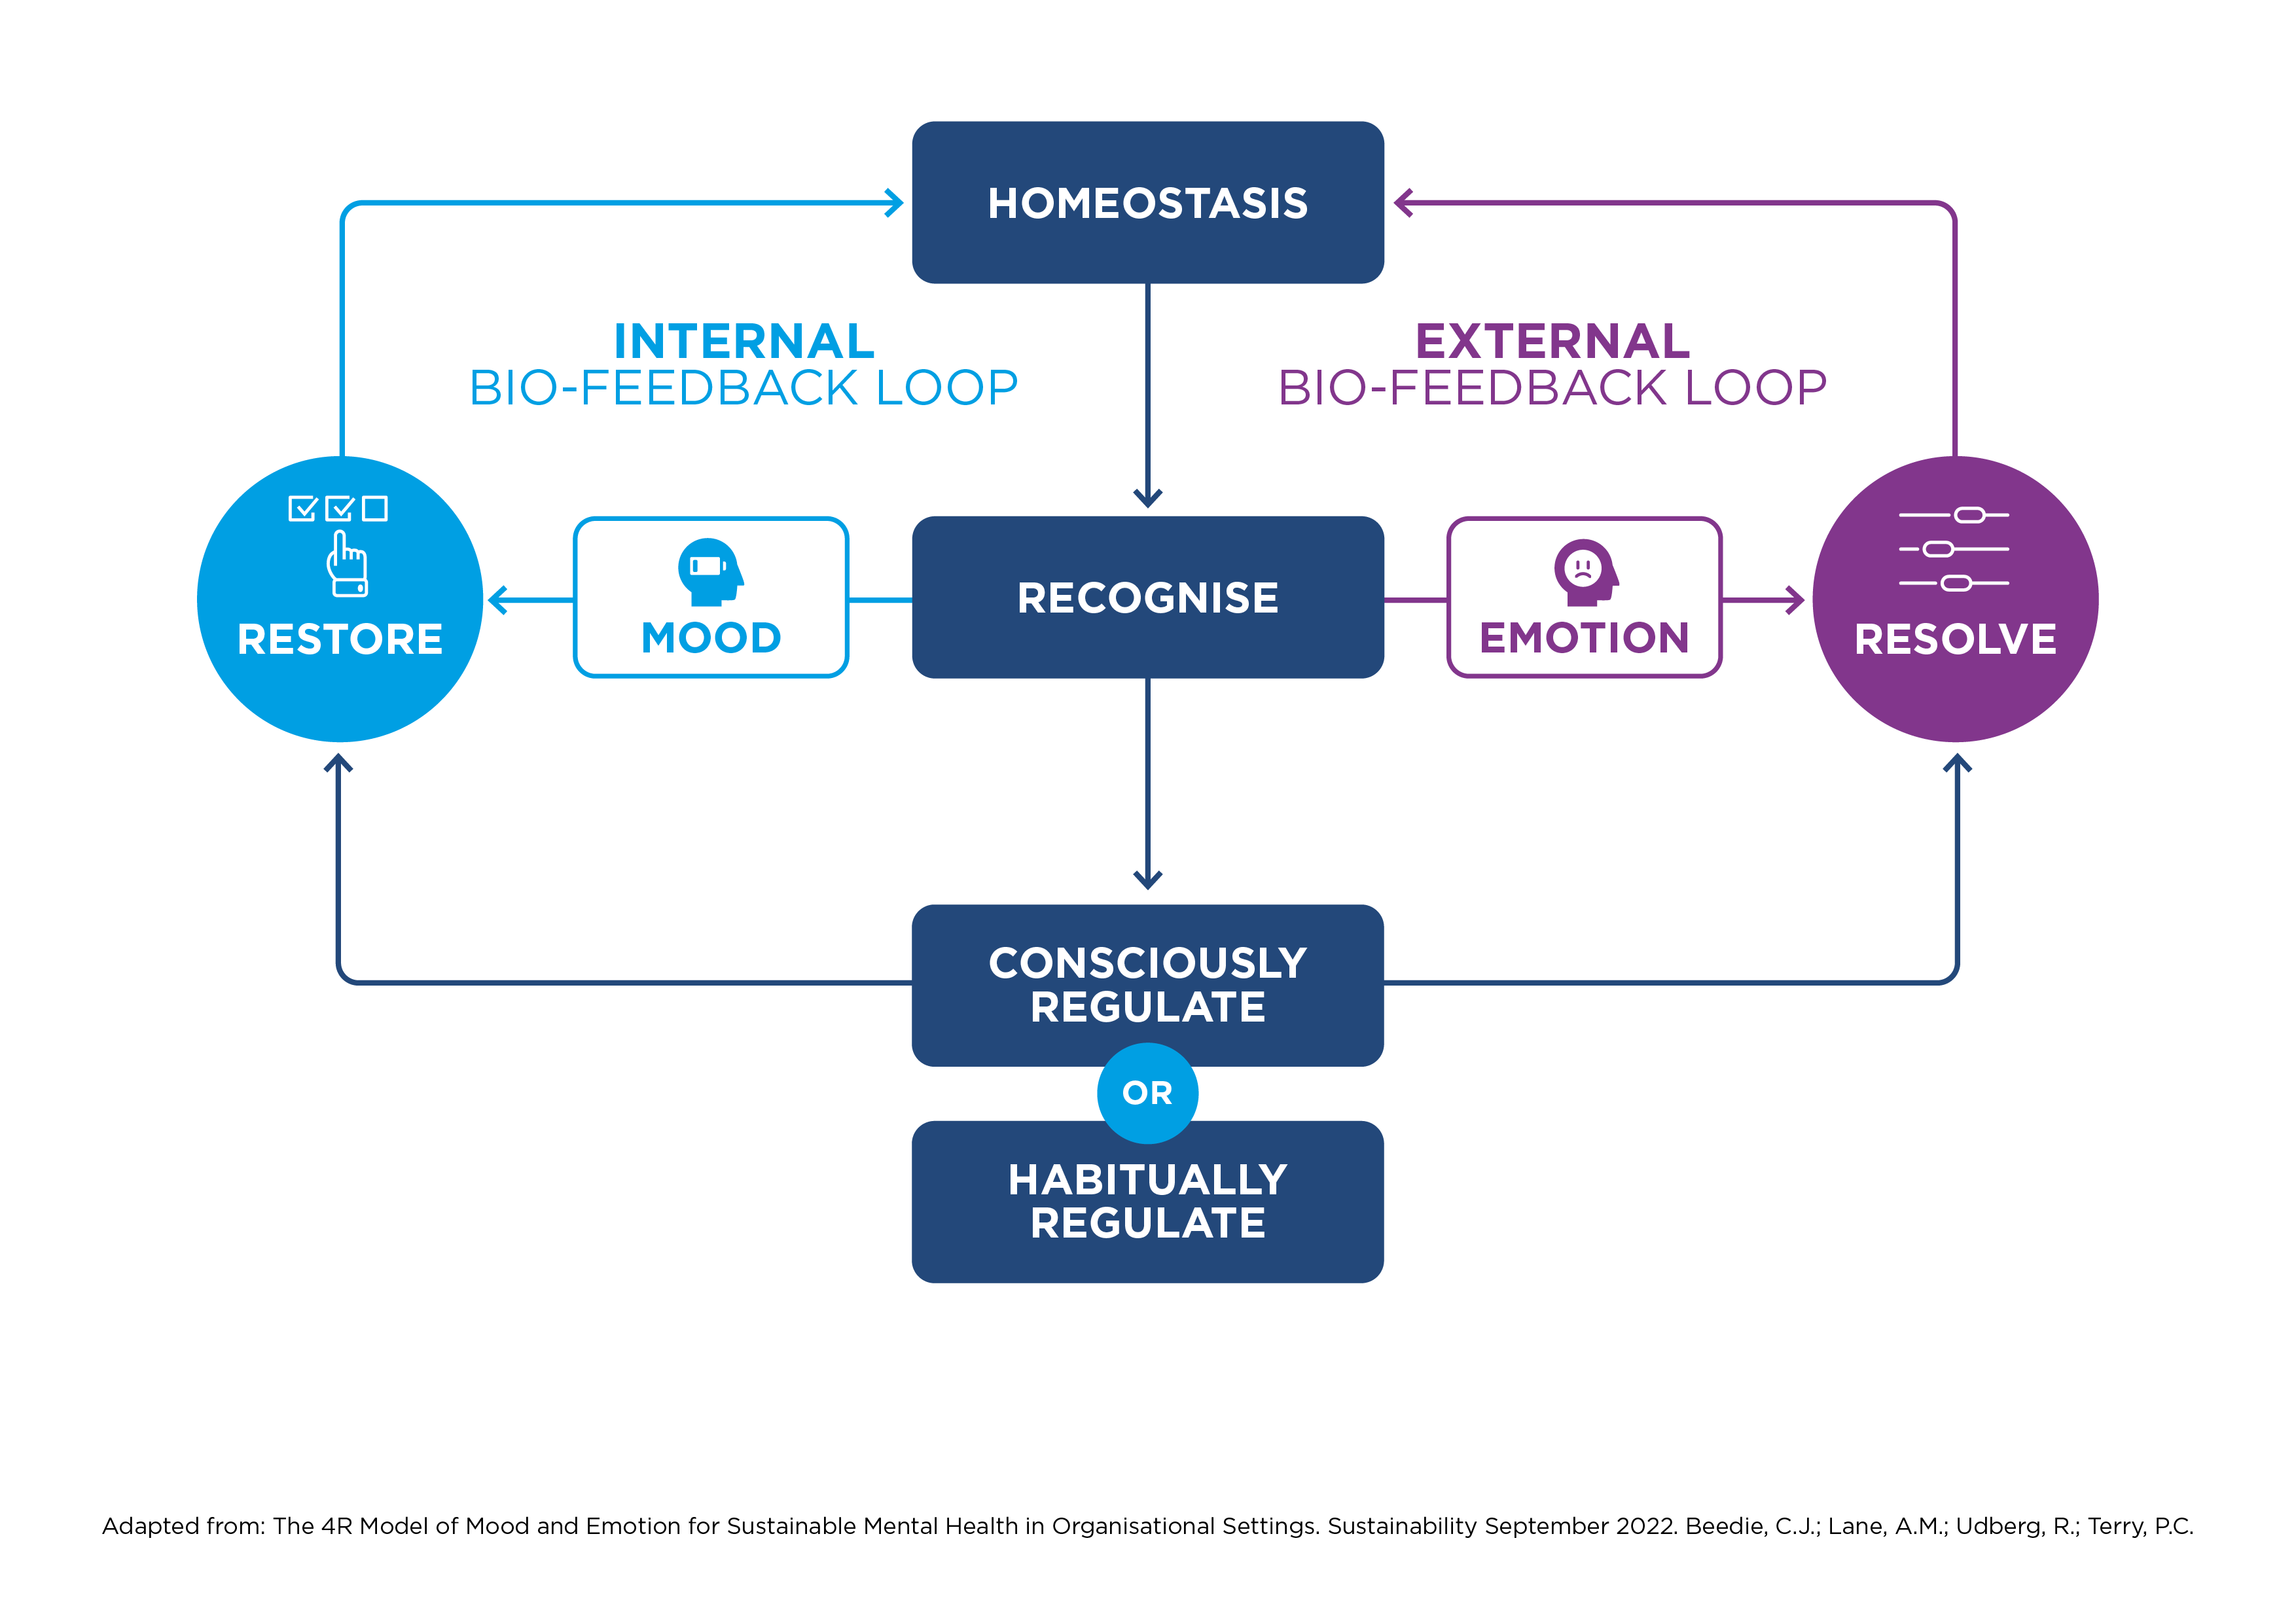 HOMEOSTASIS
INTERNAL
BIO-FEEDBACK LOOP
EXTERNAL
BIO-FEEDBACK LOOP
RESTORE
MOOD
RECOGNISE
EMOTION
RESOLVE
CONSCIOUSLY
REGULATE
OR
HABITUALLY
REGULATE
Adapted from: The 4R Model of Mood and Emotion for Sustainable Mental Health in Organisational Settings. Sustainability September 2022. Beedie, C.J.; Lane, A.M.; Udberg, R.; Terry, P.C.